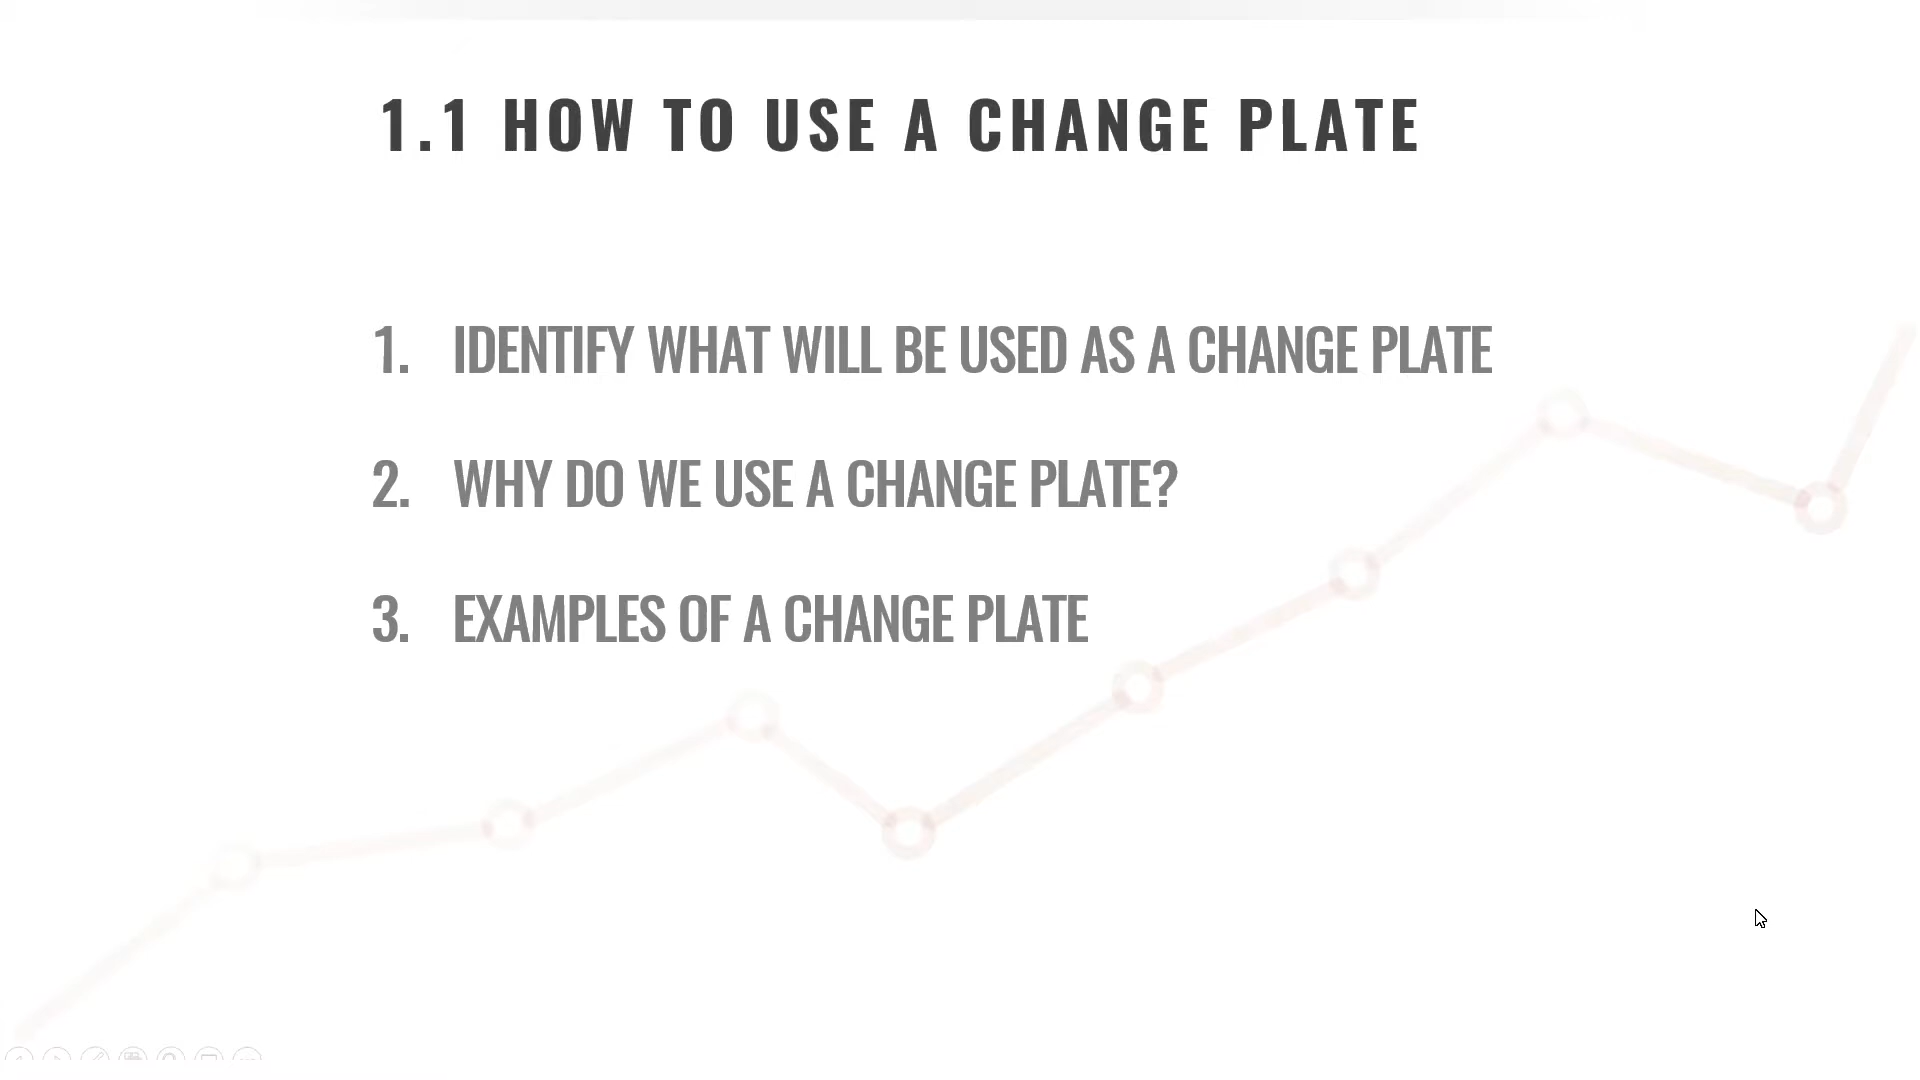 1.1 HOW TO USE A CHANGE PLATE
1. IDENTIFY WHAT WILL BE USED AS A CHANGE PLATE
2. WHY DO WE USE A CHANGE PLATE?
3. EXAMPLES OF A CHANGE PLATE